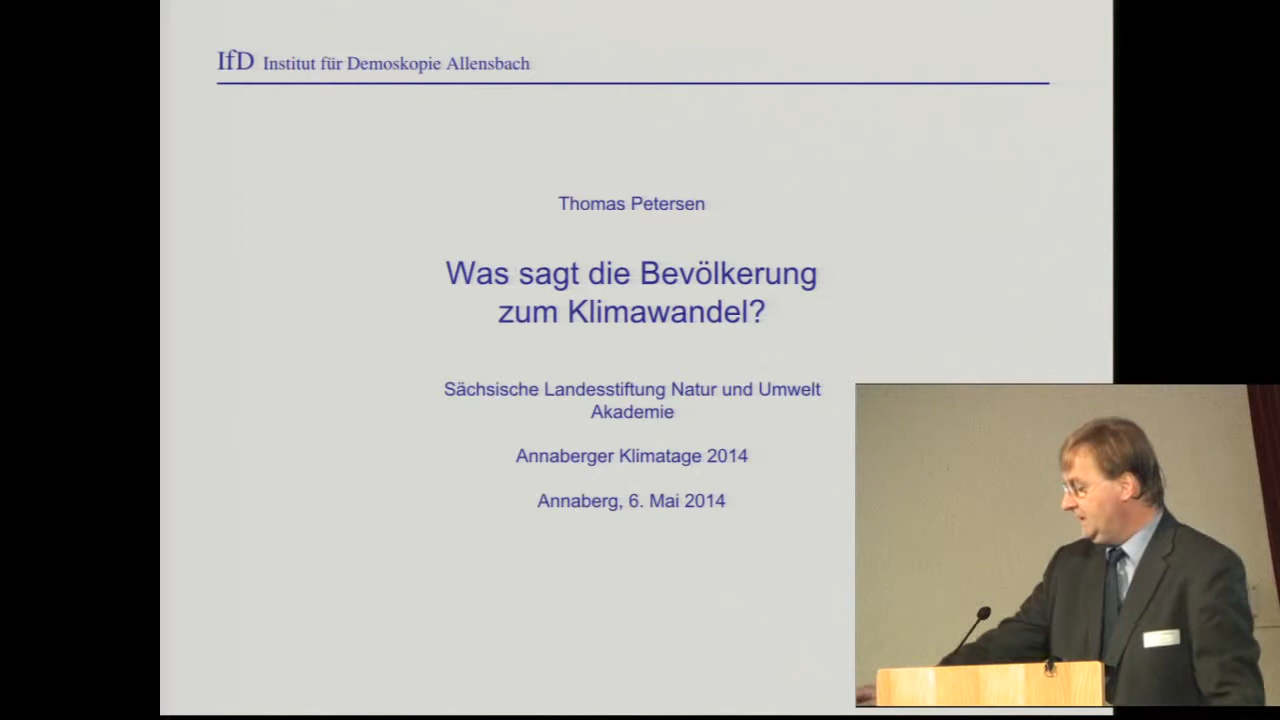 IfD Institut für Demoskopie Allensbach
Thomas Petersen
Was sagt die Bevölkerung
zum Klimawandel?
Sächsische Landesstiftung Natur und Umwelt
Akademie
Annaberger Klimatage 2014
Annaberg, 6. Mai 2014